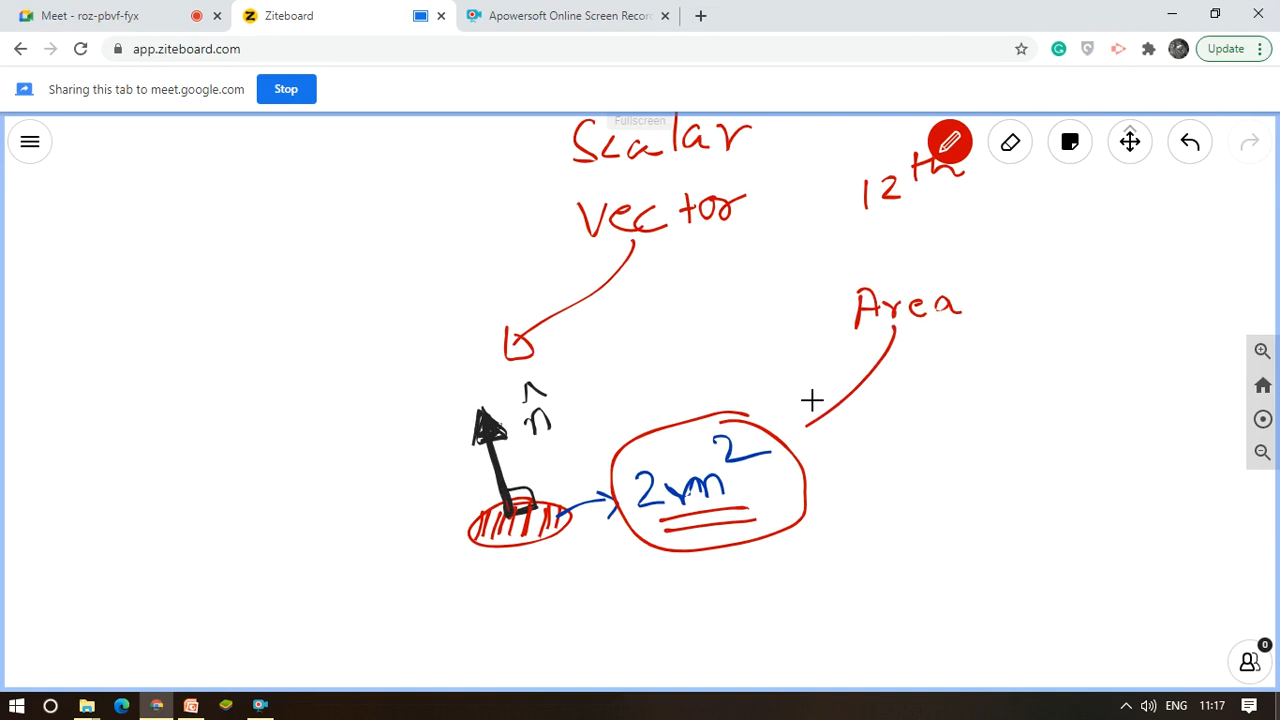 Meet - roz-pbvf-fyx
Ziteboard
Apowersoft Online Screen Record
app.ziteboard.com
Update
Sharing this tab to meet.google.com
Stop
Fullscreen
Scalar
12th
Vector
Area
n̂
2m²
0
ENG
11:17